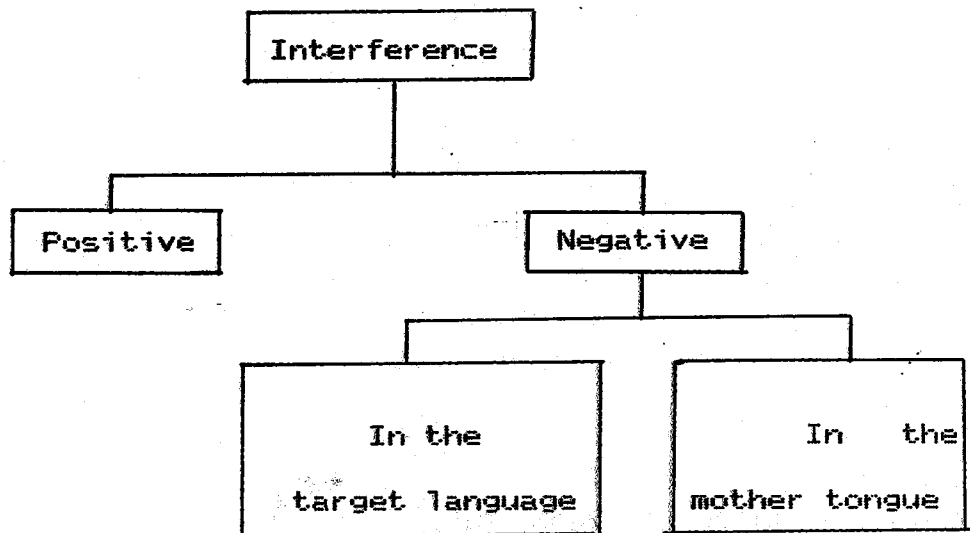 Interference
Positive
Negative
In the
target language
In the
mother tongue